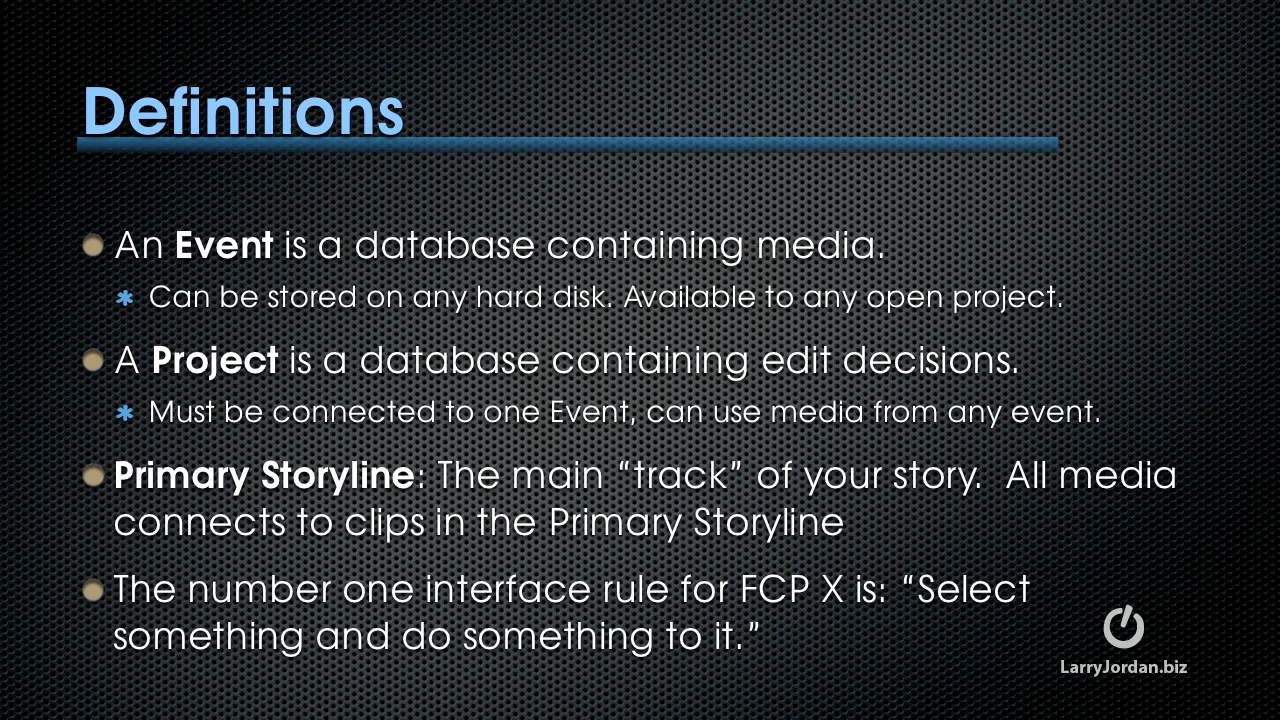 Definitions
An Event is a database containing media.
Can be stored on any hard disk. Available to any open project.
A Project is a database containing edit decisions.
Must be connected to one Event, can use media from any event.
Primary Storyline: The main “track” of your story.  All media
connects to clips in the Primary Storyline
The number one interface rule for FCP X is: “Select
something and do something to it.”
LarryJordan.biz